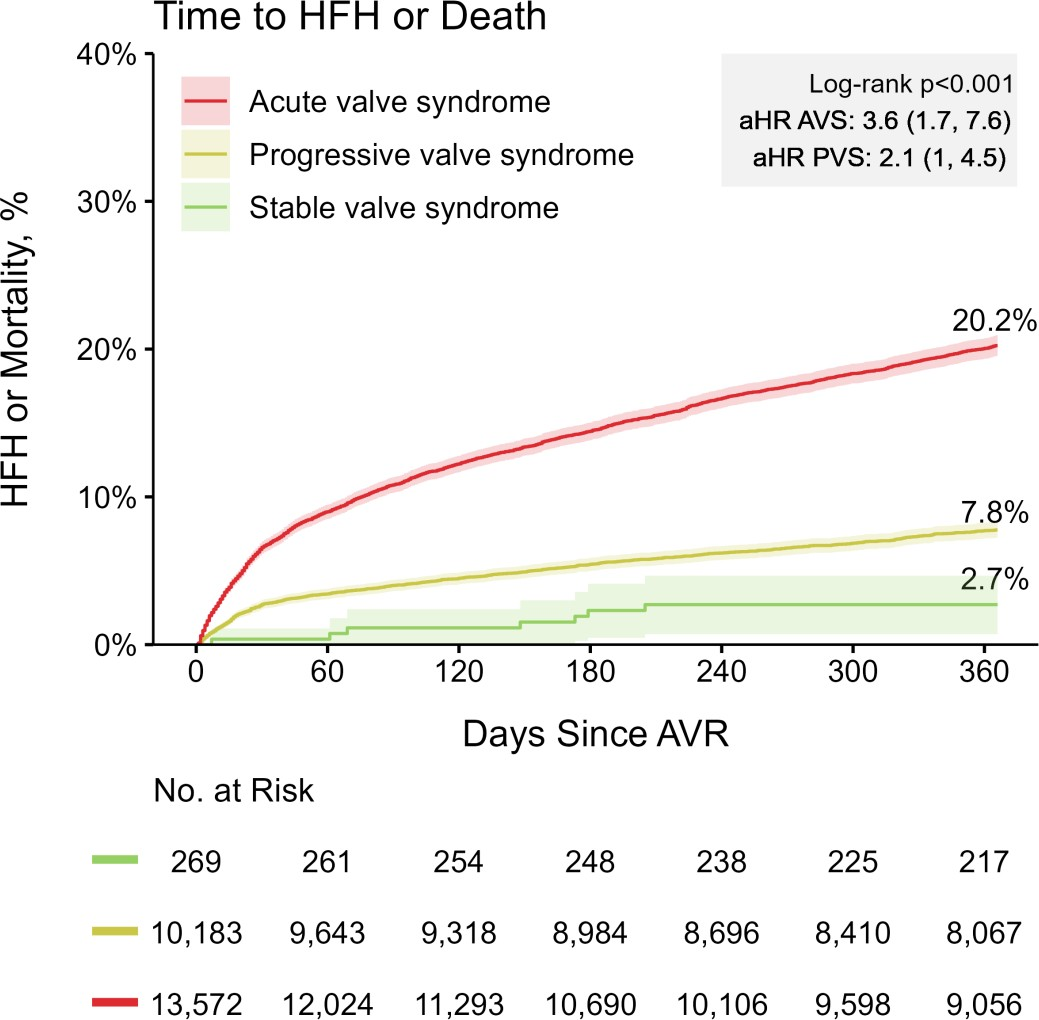 Time to HFH or Death
40%
30%
20%
10%
0%
HFH or Mortality, %
Acute valve syndrome
Progressive valve syndrome
Stable valve syndrome
Log-rank p<0.001
aHR AVS: 3.6 (1.7, 7.6)
aHR PVS: 2.1 (1, 4.5)
20.2%
7.8%
2.7%
0 60 120 180 240 300 360
Days Since AVR
No. at Risk
269 261 254 248 238 225 217
10,183 9,643 9,318 8,984 8,696 8,410 8,067
13,572 12,024 11,293 10,690 10,106 9,598 9,056